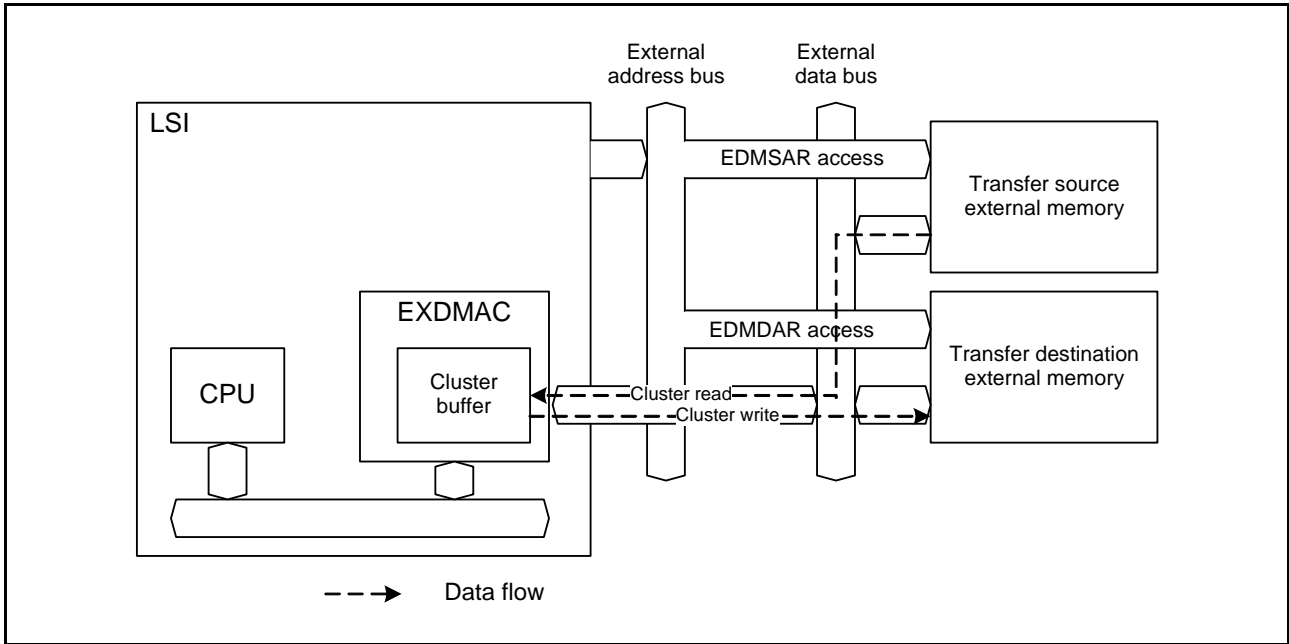 External
address bus
External
data bus
LSI
EDMSAR access
Transfer source
external memory
EXDMAC
EDMDAR access
Transfer destination
external memory
CPU
Cluster
buffer
Cluster read
Cluster write
Data flow